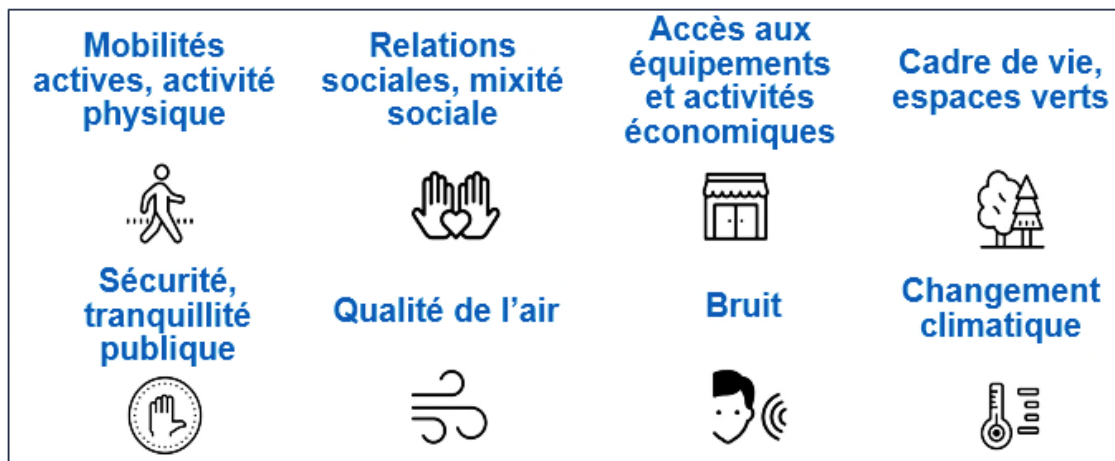 Mobilités
actives, activité
physique
Relations
sociales, mixité
sociale
Accès aux
équipements
et activités
économiques
Cadre de vie,
espaces verts
Sécurité,
tranquillité
publique
Qualité de l’air
Bruit
Changement
climatique